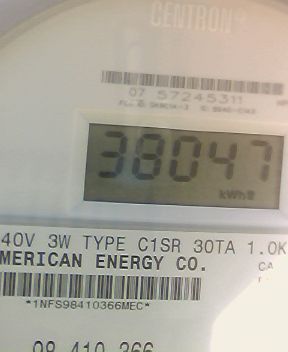 CENTRON®
07 57245311
38047
kWh
40V 3W TYPE C1SR 30TA 1.0K
MERICAN ENERGY CO.
CA
*1NFS98410366MEC*
98 410 366